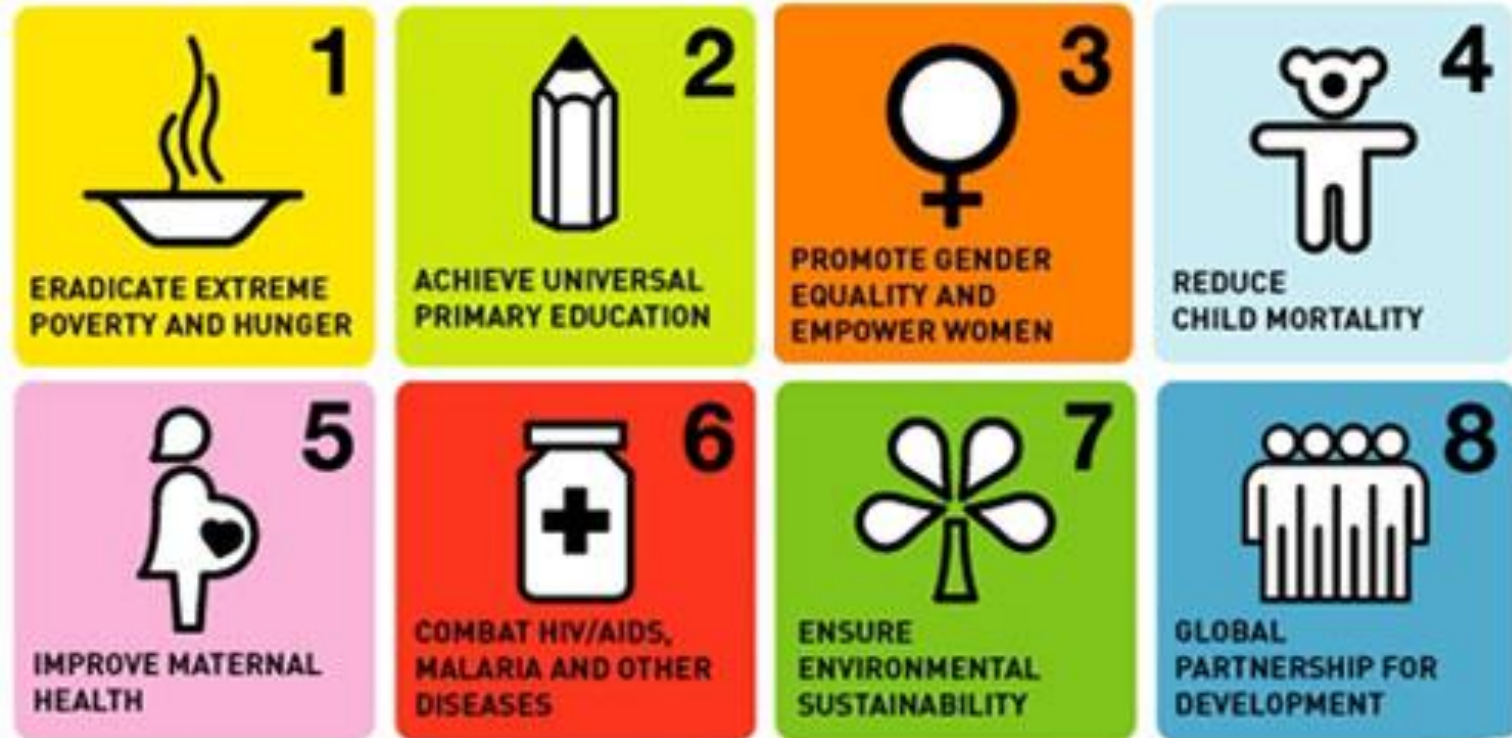 1
ERADICATE EXTREME
POVERTY AND HUNGER
2
ACHIEVE UNIVERSAL
PRIMARY EDUCATION
3
PROMOTE GENDER
EQUALITY AND
EMPOWER WOMEN
4
REDUCE
CHILD MORTALITY
5
IMPROVE MATERNAL
HEALTH
6
COMBAT HIV/AIDS,
MALARIA AND OTHER
DISEASES
7
ENSURE
ENVIRONMENTAL
SUSTAINABILITY
8
GLOBAL
PARTNERSHIP FOR
DEVELOPMENT